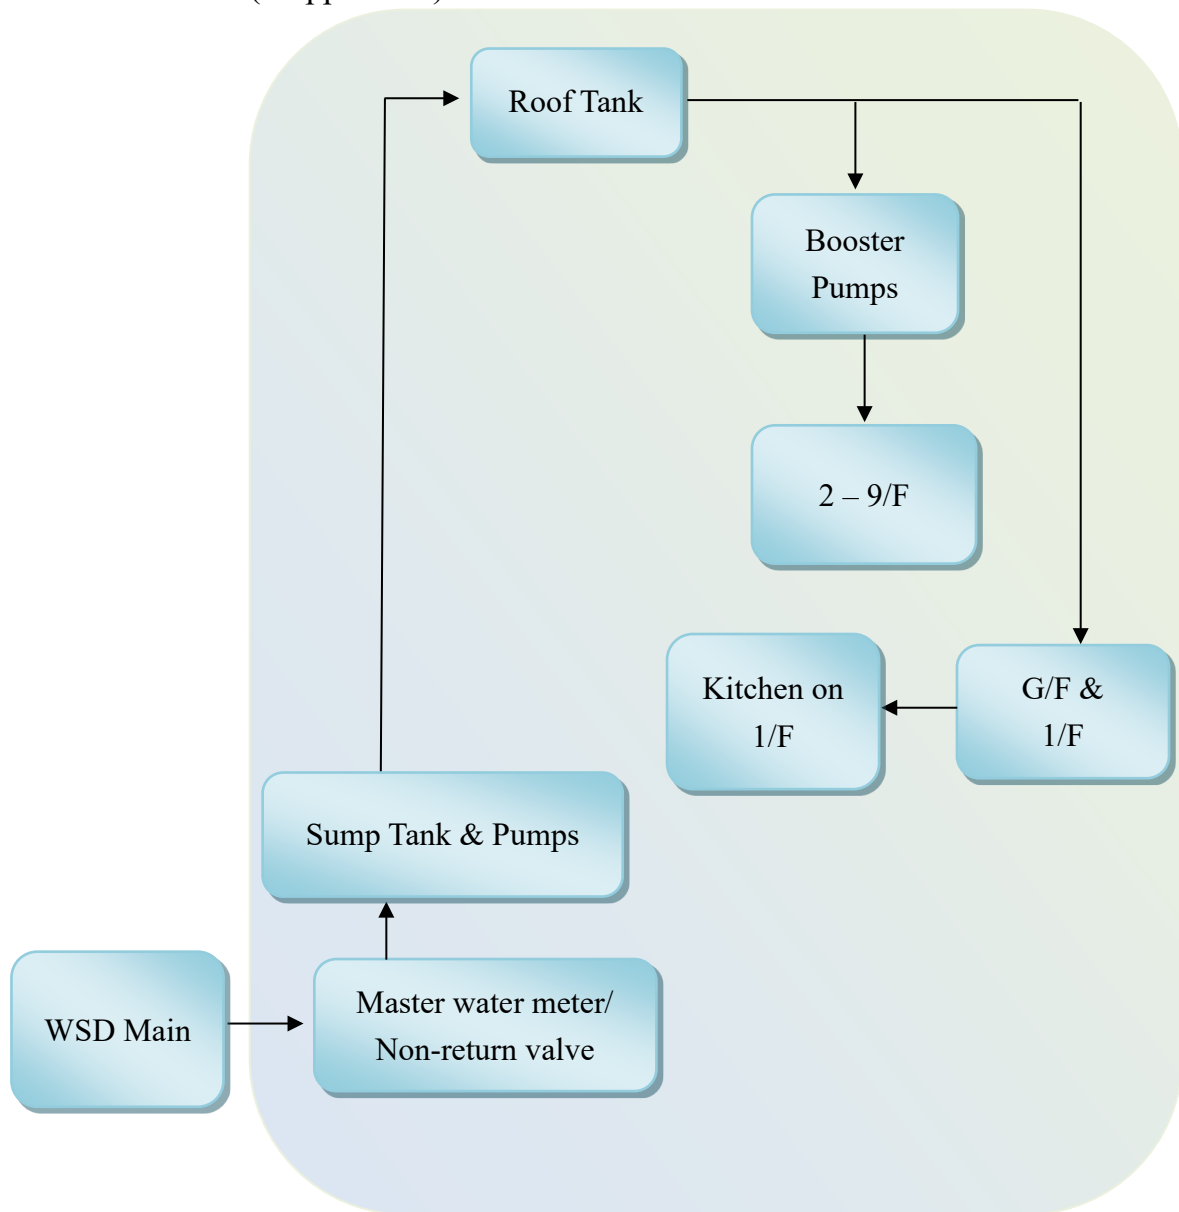 Roof Tank
Booster
Pumps
2 – 9/F
Kitchen on
1/F
G/F &
1/F
Sump Tank & Pumps
Master water meter/
Non-return valve
WSD Main